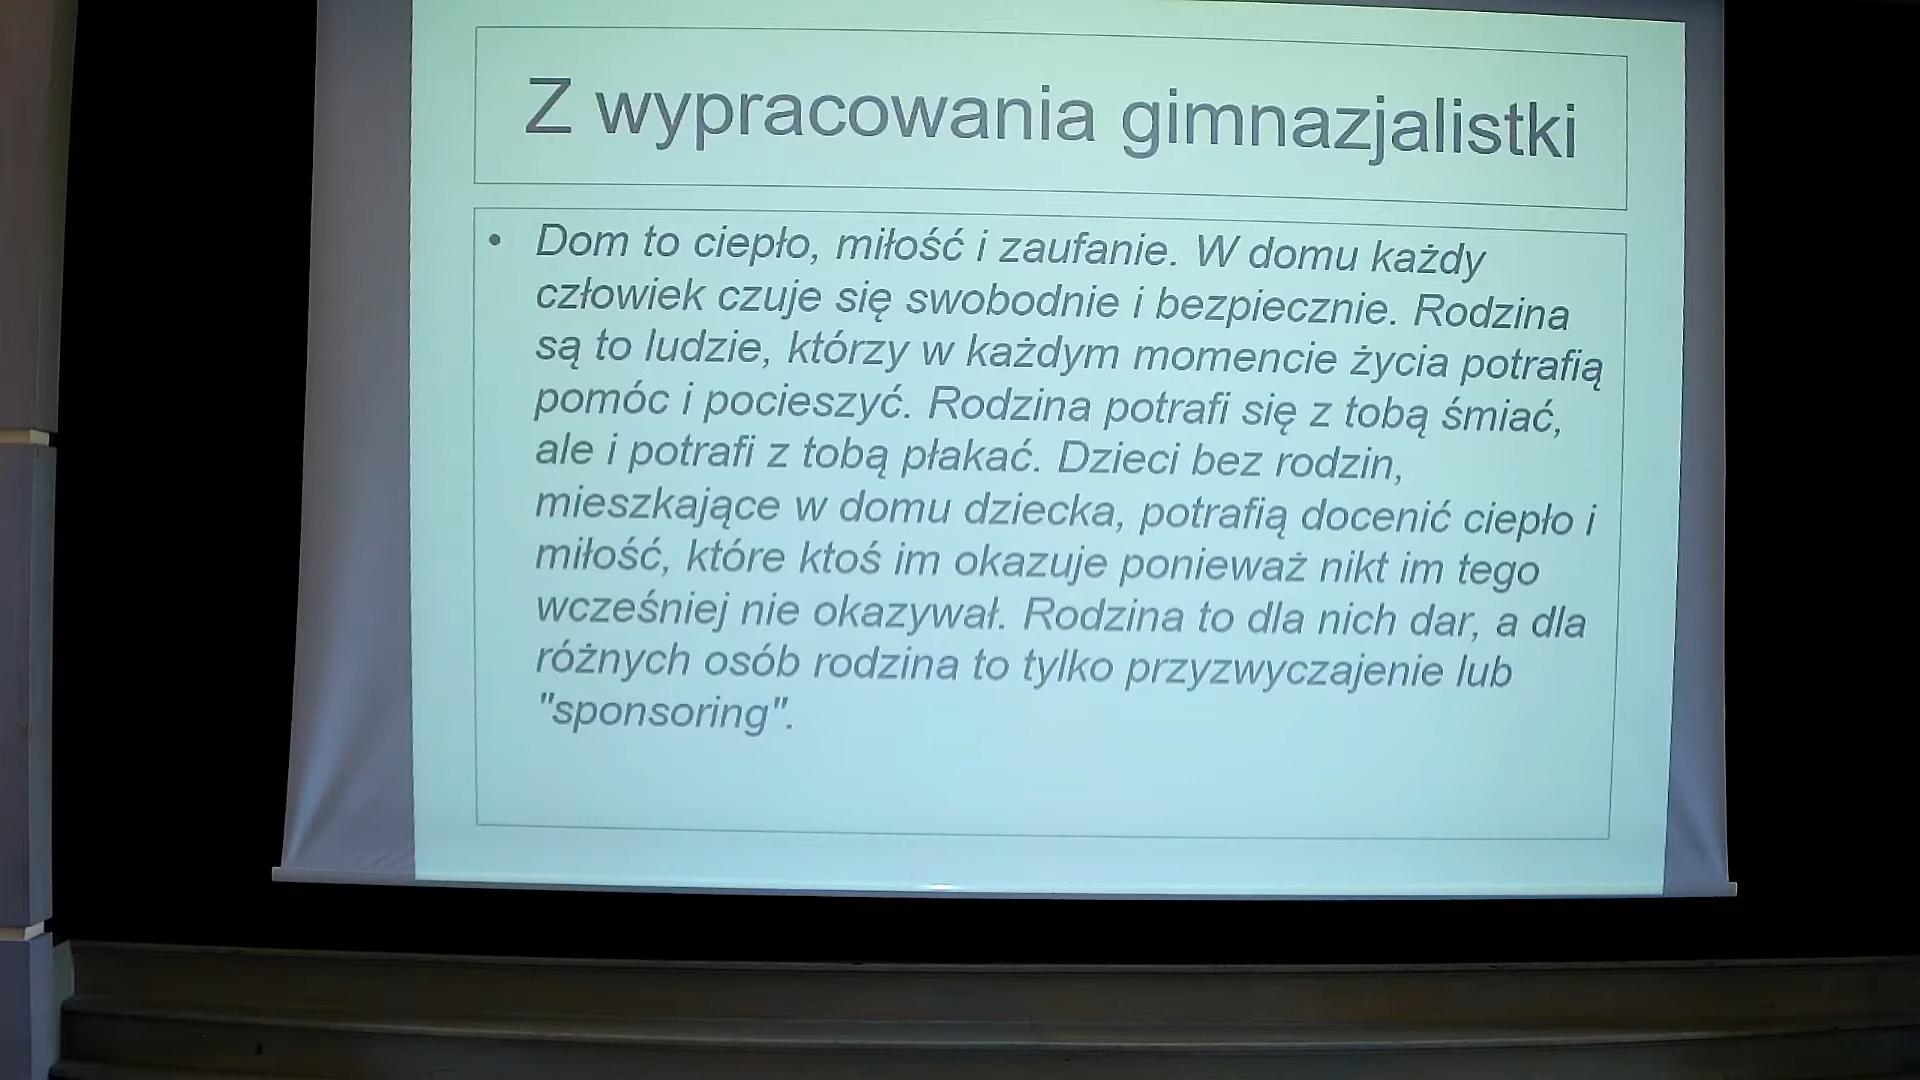 Z wypracowania gimnazjalistki
• Dom to ciepło, miłość i zaufanie. W domu każdy
człowiek czuje się swobodnie i bezpiecznie. Rodzina
są to ludzie, którzy w każdym momencie życia potrafią
pomóc i pocieszyć. Rodzina potrafi się z tobą śmiać,
ale i potrafi z tobą płakać. Dzieci bez rodzin,
mieszkające w domu dziecka, potrafią docenić ciepło i
miłość, które ktoś im okazuje ponieważ nikt im tego
wcześniej nie okazywał. Rodzina to dla nich dar, a dla
różnych osób rodzina to tylko przyzwyczajenie lub
"sponsoring".